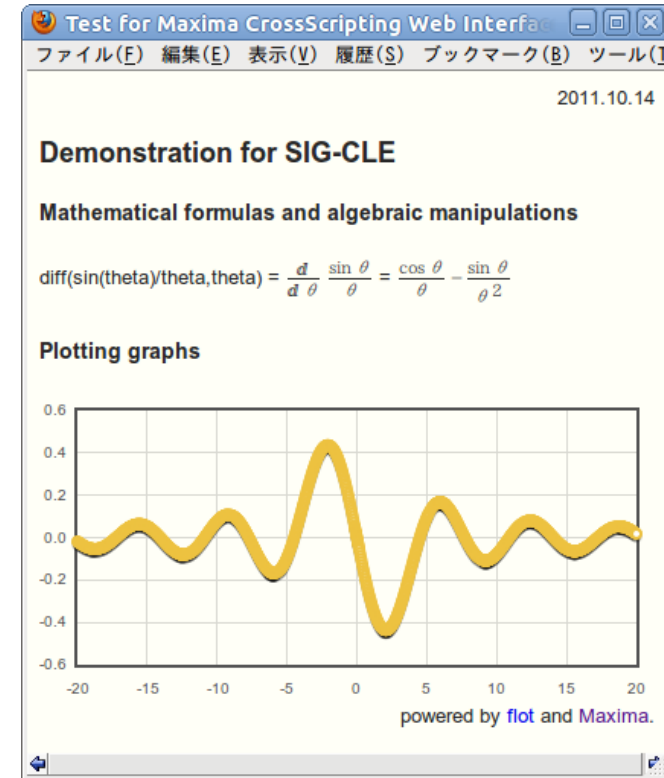 Test for Maxima CrossScripting Web Interfac
ファイル(F) 編集(E) 表示(V) 履歴(S) ブックマーク(B) ツール(T
2011.10.14
Demonstration for SIG-CLE
Mathematical formulas and algebraic manipulations
diff(sin(theta)/theta,theta) = d/d θ sin θ/θ = cos θ/θ − sin θ/θ 2
Plotting graphs
0.6
0.4
0.2
0.0
-0.2
-0.4
-0.6
-20 -15 -10 -5 0 5 10 15 20
powered by flot and Maxima.